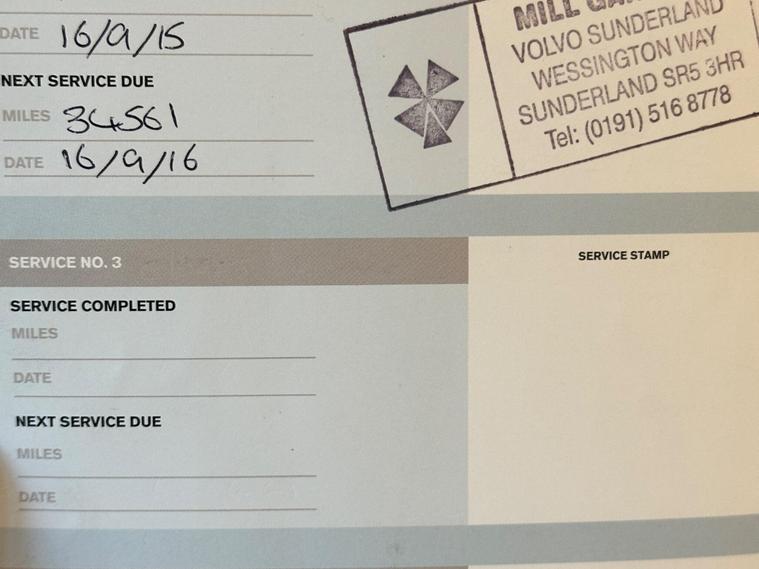 DATE 16/9/15
NEXT SERVICE DUE
MILES 34561
DATE 16/9/16
MILL
VOLVO SUNDERLAND
WESSINGTON WAY
SUNDERLAND SR5 3HR
Tel: (0191) 516 8778
SERVICE NO. 3
SERVICE STAMP
SERVICE COMPLETED
MILES
DATE
NEXT SERVICE DUE
MILES
DATE